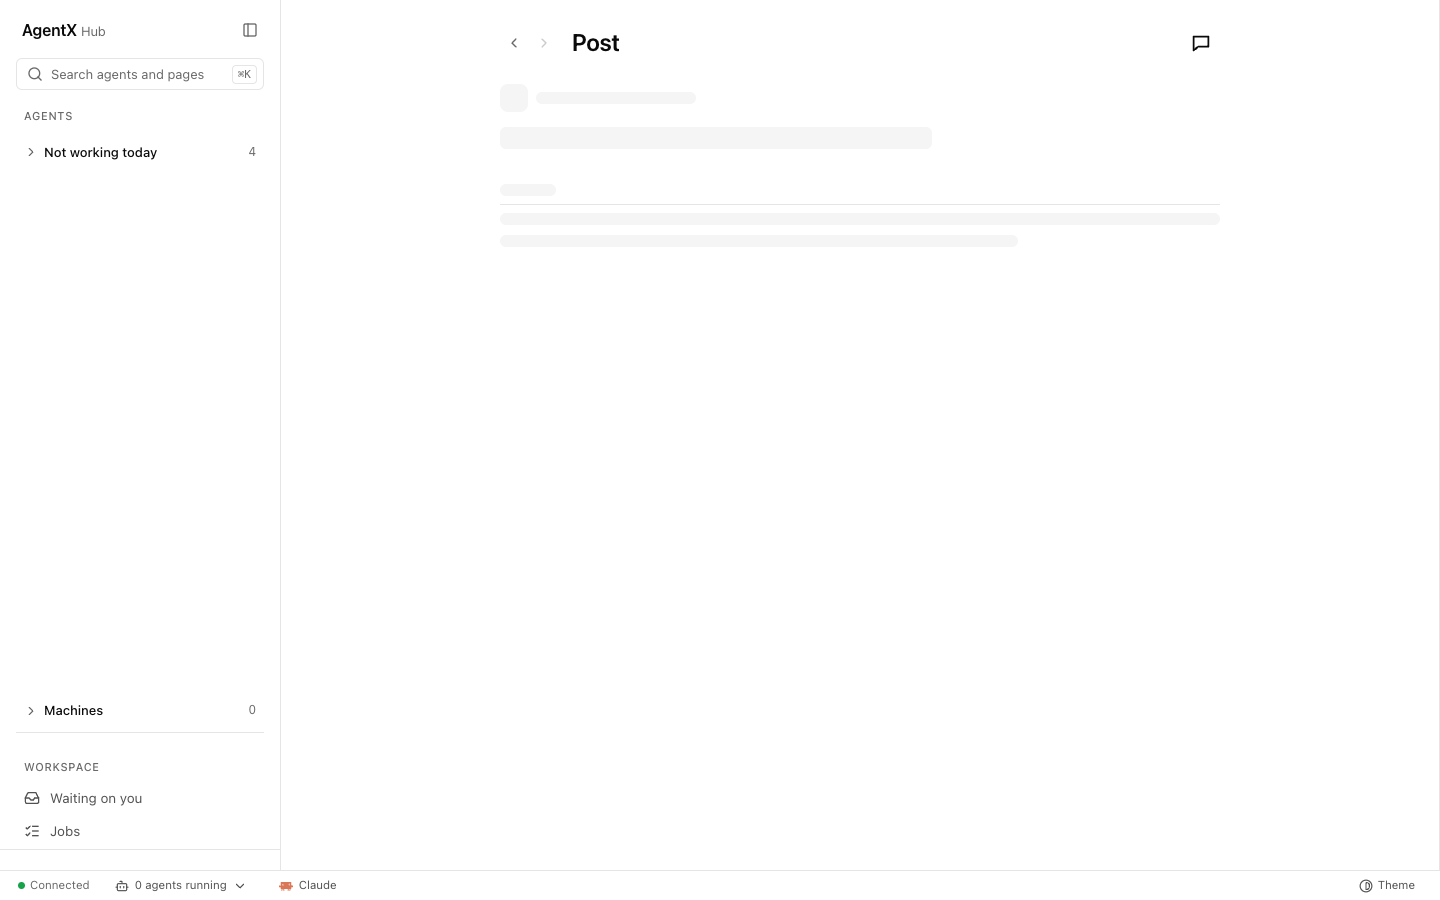 AgentX Hub
Search agents and pages ⌘K
AGENTS
Not working today 4
Machines 0
WORKSPACE
Waiting on you
Jobs
Post
Connected
0 agents running
Claude
Theme